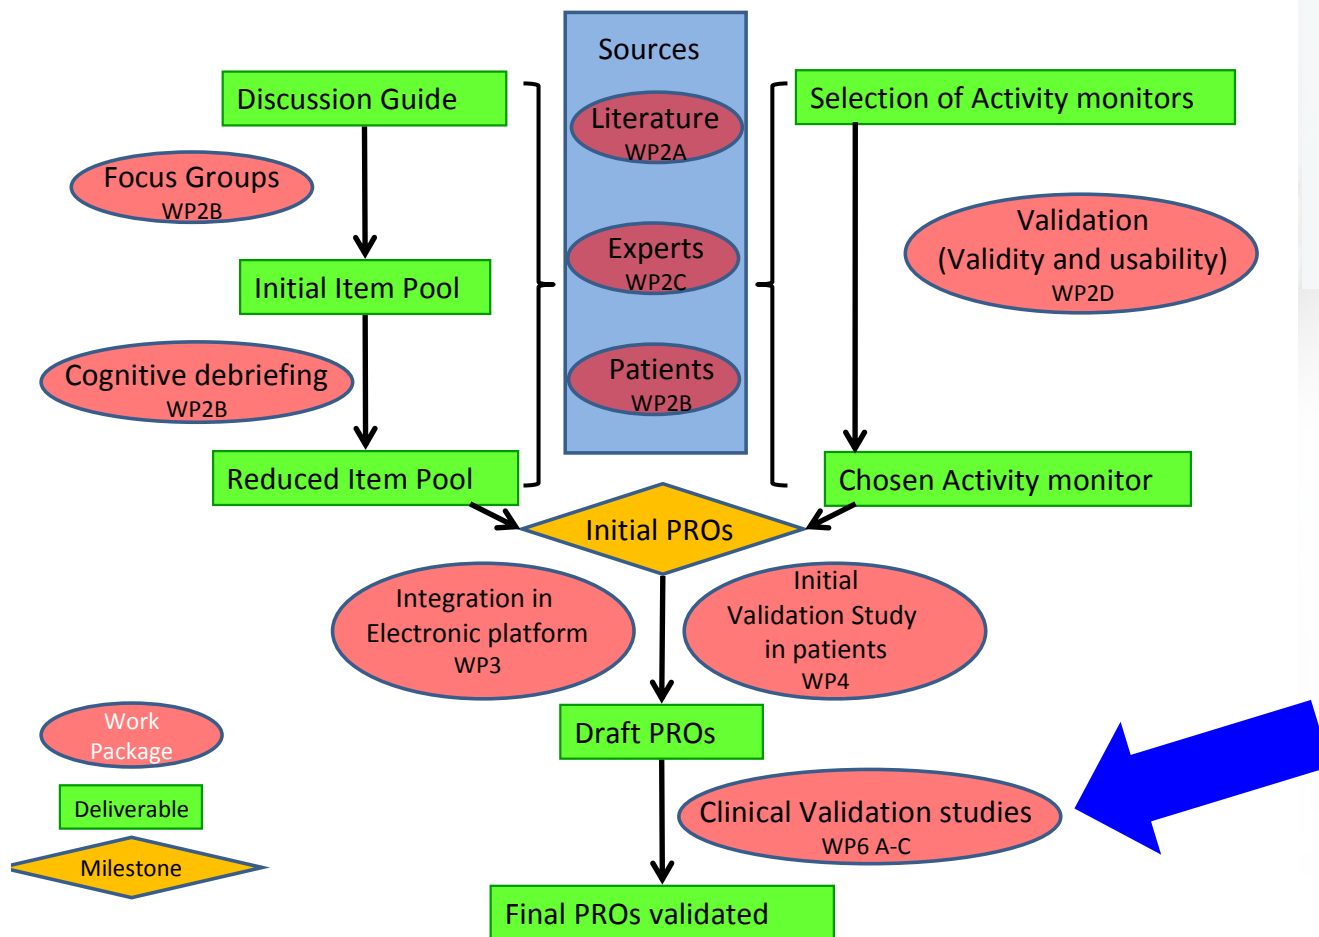 Sources
Discussion Guide
Selection of Activity monitors
Literature
WP2A
Focus Groups
WP2B
Validation
(Validity and usability)
WP2D
Experts
WP2C
Initial Item Pool
Patients
WP2B
Cognitive debriefing
WP2B
Reduced Item Pool
Chosen Activity monitor
Initial PROs
Integration in
Electronic platform
WP3
Initial
Validation Study
in patients
WP4
Draft PROs
Work
Package
Deliverable
Milestone
Clinical Validation studies
WP6 A-C
Final PROs validated